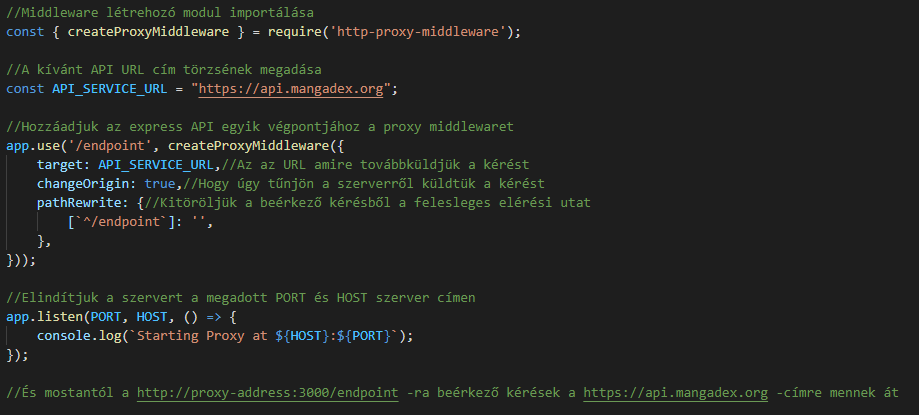 //Middleware létrehozó modul importálása
const { createProxyMiddleware } = require('http-proxy-middleware');
//A kívánt API URL cím törzsének megadása
const API_SERVICE_URL = "https://api.mangadex.org";
//Hozzáadjuk az express API egyik végpontjához a proxy middlewaret
app.use('/endpoint', createProxyMiddleware({
target: API_SERVICE_URL,//Az az URL amire továbbküldjük a kérést
changeOrigin: true,//Hogy úgy tűnjön a szerverről küldtük a kérést
pathRewrite: {//Kitöröljük a beérkező kérésből a felesleges elérési utat
[`^/endpoint`]: '',
},
}));
//Elindítjuk a szervert a megadott PORT és HOST szerver címen
app.listen(PORT, HOST, () => {
console.log(`Starting Proxy at ${HOST}:${PORT}`);
});
//És mostantól a http://proxy-address:3000/endpoint -ra beérkező kérések a https://api.mangadex.org -címre mennek át